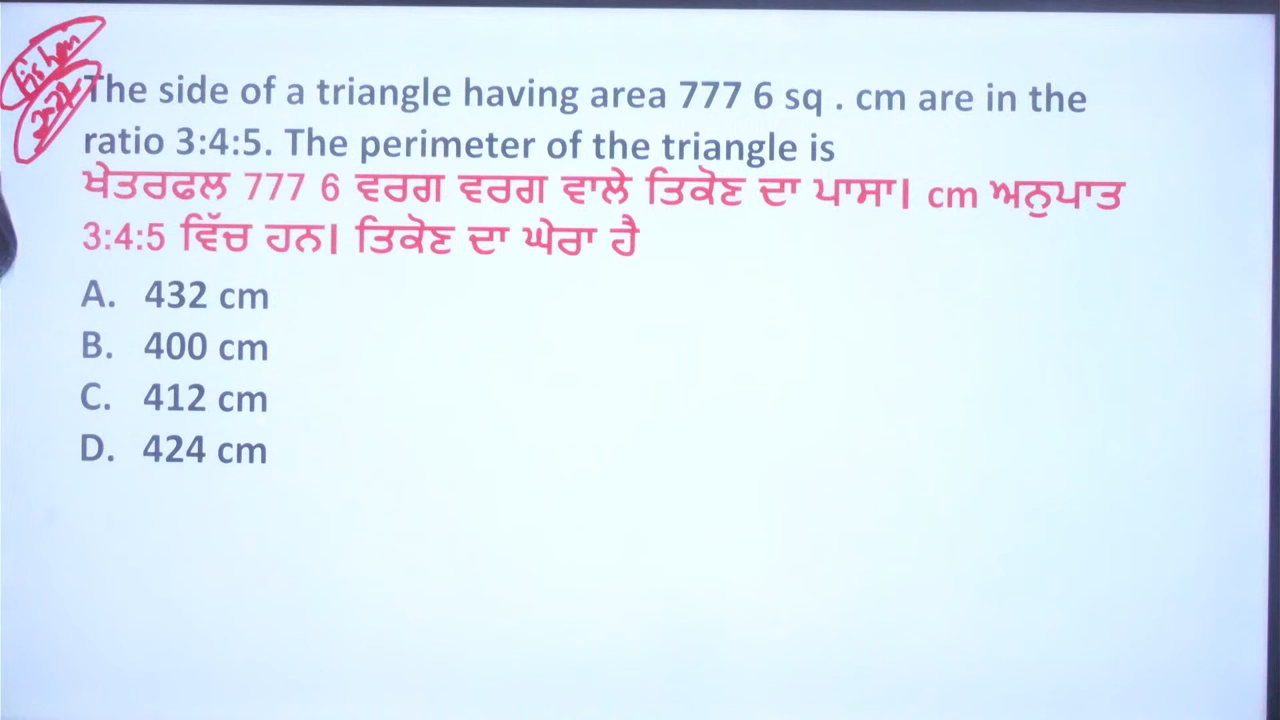 The side of a triangle having area 777 6 sq . cm are in the
ratio 3:4:5. The perimeter of the triangle is
ਖੇਤਰਫਲ 777 6 ਵਰਗ ਵਰਗ ਵਾਲੇ ਤਿਕੋਣ ਦਾ ਪਾਸਾ। cm ਅਨੁਪਾਤ
3:4:5 ਵਿੱਚ ਹਨ। ਤਿਕੋਣ ਦਾ ਘੇਰਾ ਹੈ
A. 432 cm
B. 400 cm
C. 412 cm
D. 424 cm